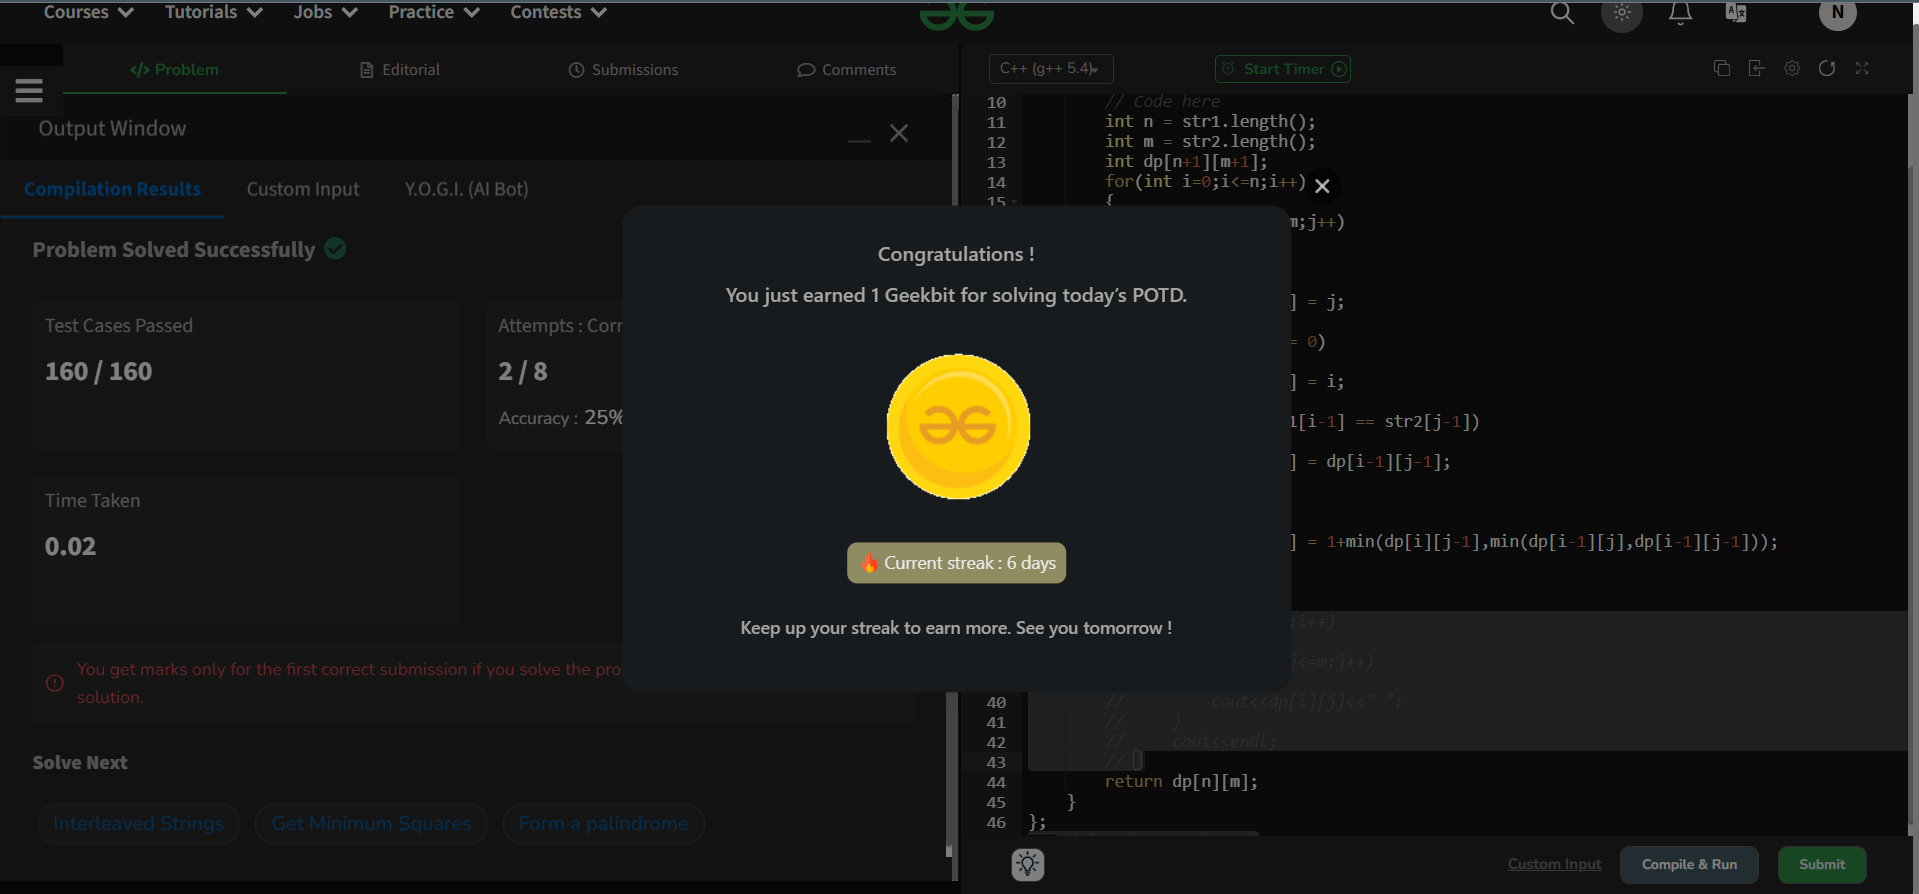 Courses Tutorials Jobs Practice Contests
N
Problem Editorial Submissions Comments
C++ (g++ 5.4) Start Timer
Output Window
Compilation Results Custom Input Y.O.G.I. (AI Bot)
Problem Solved Successfully
Test Cases Passed
160 / 160
Attempts : Corr
2 / 8
Accuracy : 25%
Time Taken
0.02
You get marks only for the first correct submission if you solve the pro
solution.
Solve Next
Interleaved Strings Get Minimum Squares Form a palindrome
Congratulations !
You just earned 1 Geekbit for solving today's POTD.
🔥 Current streak : 6 days
Keep up your streak to earn more. See you tomorrow !
10 // Code here
11 int n = str1.length();
12 int m = str2.length();
13 int dp[n+1][m+1];
14 for(int i=0;i<=n;i++)
15 {
m;j++)
] = j;
= 0)
] = i;
1[i-1] == str2[j-1])
] = dp[i-1][j-1];
] = 1+min(dp[i][j-1],min(dp[i-1][j],dp[i-1][j-1]));
;i++)
j<=m;j++)
40 // cout<<dp[i][j]<<" ";
41 // }
42 // cout<<endl;
43 // }
44 return dp[n][m];
45 }
46 };
Custom Input Compile & Run Submit